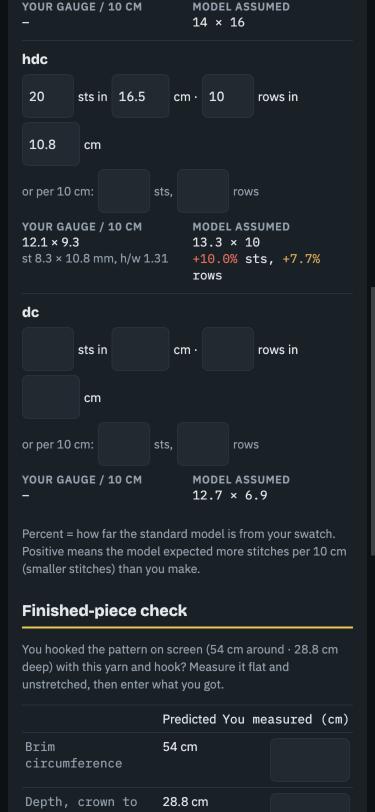 YOUR GAUGE / 10 CM MODEL ASSUMED
– 14 × 16
hdc
20 sts in 16.5 cm · 10 rows in
10.8 cm
or per 10 cm: sts, rows
YOUR GAUGE / 10 CM MODEL ASSUMED
12.1 × 9.3 13.3 × 10
st 8.3 × 10.8 mm, h/w 1.31 +10.0% sts, +7.7%
rows
dc
sts in cm · rows in
cm
or per 10 cm: sts, rows
YOUR GAUGE / 10 CM MODEL ASSUMED
– 12.7 × 6.9
Percent = how far the standard model is from your swatch.
Positive means the model expected more stitches per 10 cm
(smaller stitches) than you make.
Finished-piece check
You hooked the pattern on screen (54 cm around · 28.8 cm
deep) with this yarn and hook? Measure it flat and
unstretched, then enter what you got.
Predicted You measured (cm)
Brim 54 cm
circumference
Depth, crown to 28.8 cm